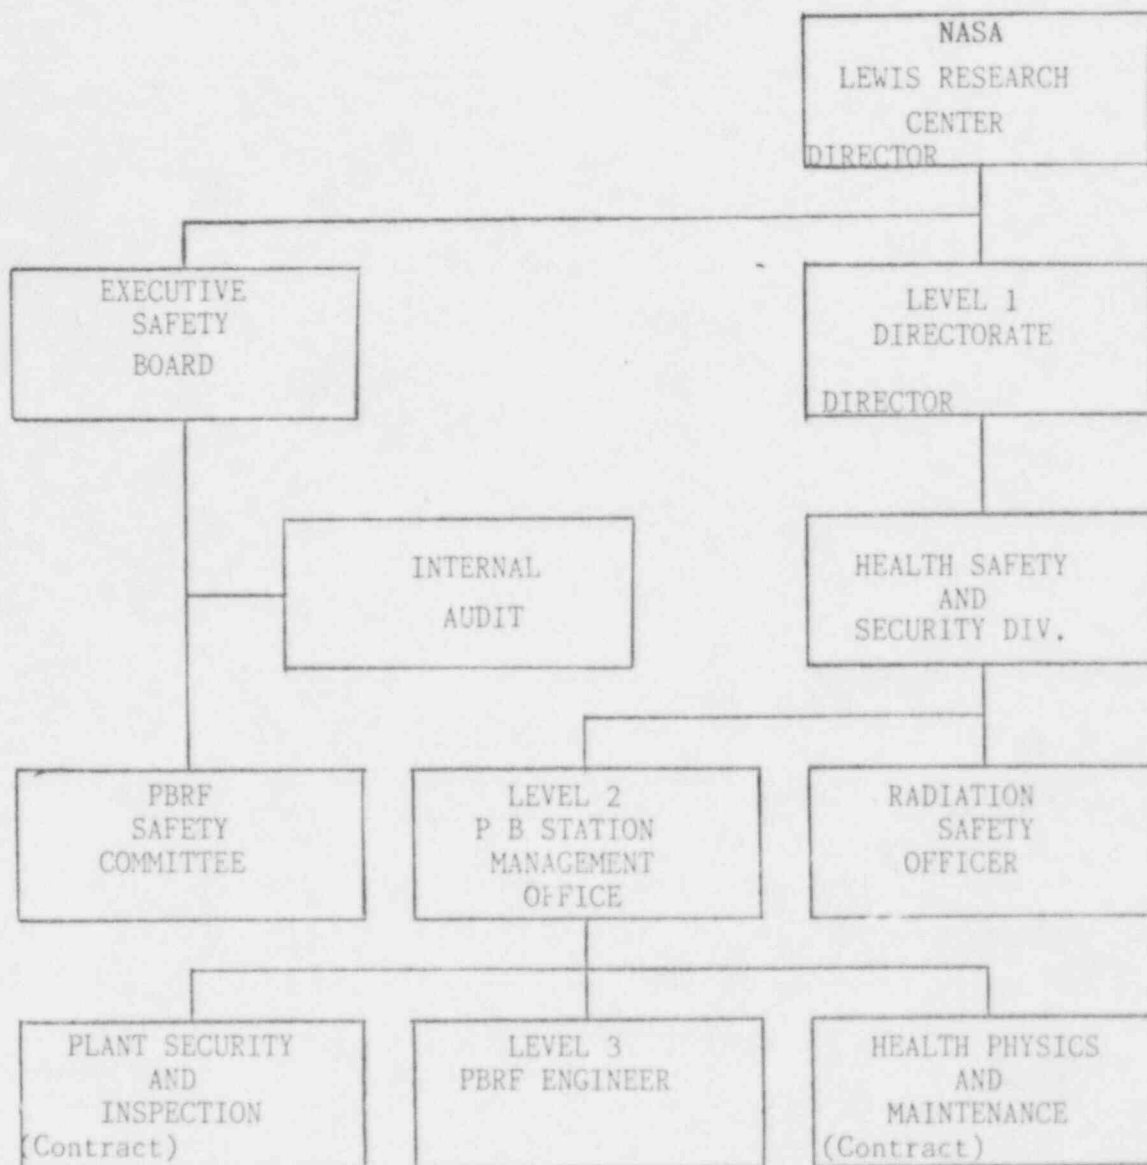 NASA
LEWIS RESEARCH
CENTER
DIRECTOR
EXECUTIVE
SAFETY
BOARD
LEVEL 1
DIRECTORATE
DIRECTOR
INTERNAL
AUDIT
HEALTH SAFETY
AND
SECURITY DIV.
PBRF
SAFETY
COMMITTEE
LEVEL 2
P B STATION
MANAGEMENT
OFFICE
RADIATION
SAFETY
OFFICER
PLANT SECURITY
AND
INSPECTION
(Contract)
LEVEL 3
PBRF ENGINEER
HEALTH PHYSICS
AND
MAINTENANCE
(Contract)